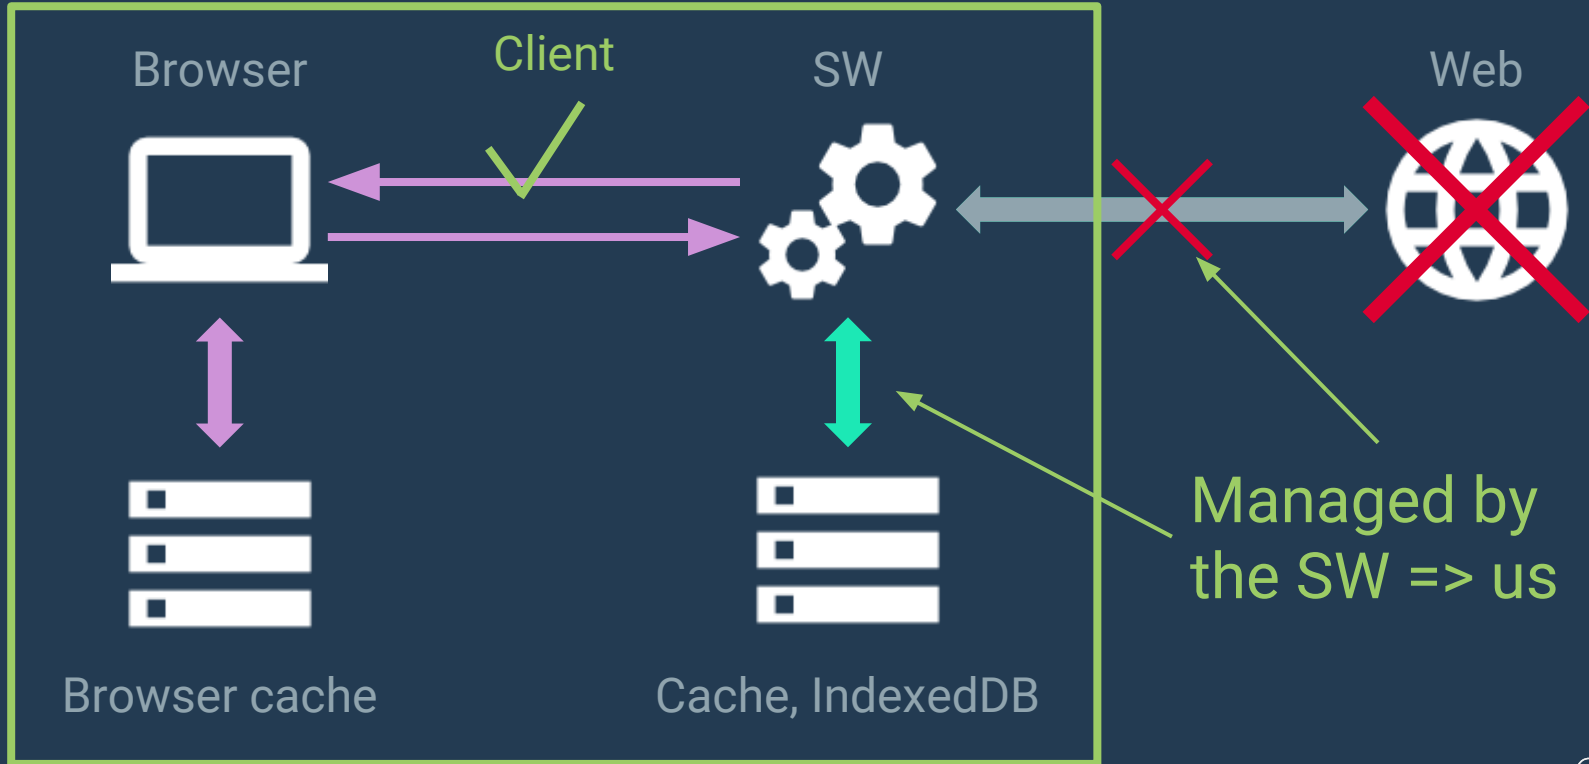 Client
Browser
SW
Web
Managed by
the SW => us
Browser cache
Cache, IndexedDB